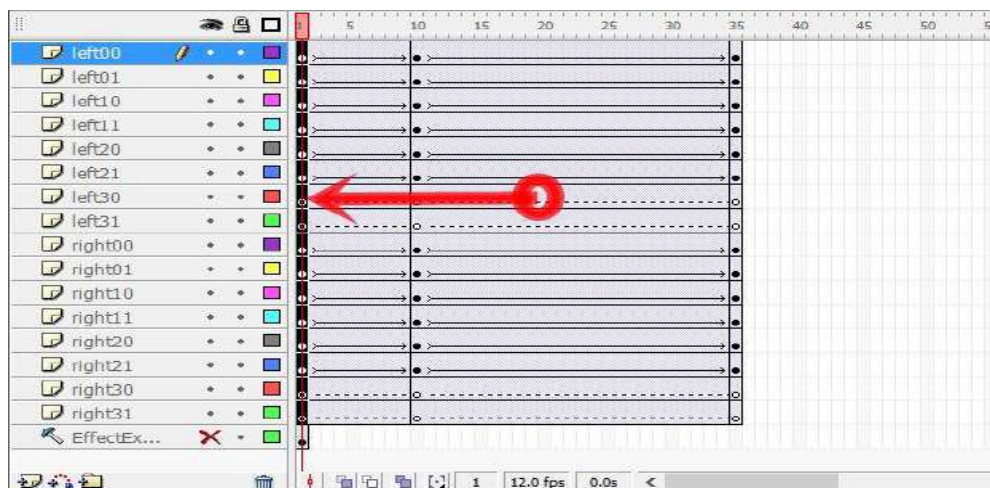 1 5 10 15 20 25 30 35 40 45 50 5
left00
left01
left10
left11
left20
left21
left30
left31
right00
right01
right10
right11
right20
right21
right30
right31
EffectEx...
1 12.0 fps 0.0s